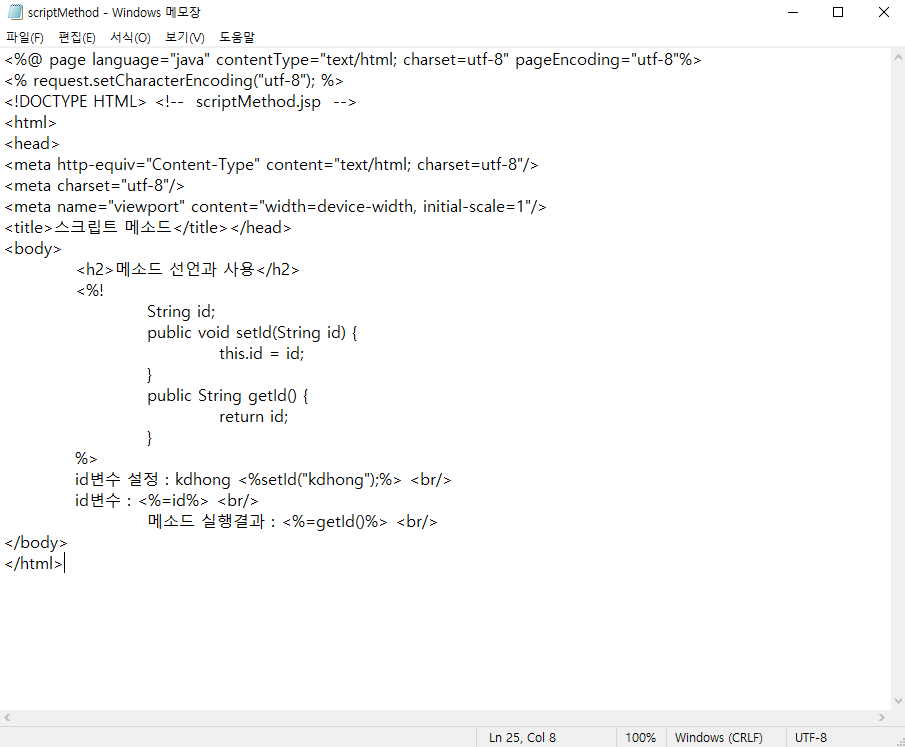 scriptMethod - Windows 메모장
파일(F) 편집(E) 서식(O) 보기(V) 도움말
<%@ page language="java" contentType="text/html; charset=utf-8" pageEncoding="utf-8"%>
<% request.setCharacterEncoding("utf-8"); %>
<!DOCTYPE HTML> <!-- scriptMethod.jsp -->
<html>
<head>
<meta http-equiv="Content-Type" content="text/html; charset=utf-8"/>
<meta charset="utf-8"/>
<meta name="viewport" content="width=device-width, initial-scale=1"/>
<title>스크립트 메소드</title></head>
<body>
<h2>메소드 선언과 사용</h2>
<%!
String id;
public void setId(String id) {
this.id = id;
}
public String getId() {
return id;
}
%>
id변수 설정 : kdhong <%setId("kdhong");%> <br/>
id변수 : <%=id%> <br/>
메소드 실행결과 : <%=getId()%> <br/>
</body>
</html>
Ln 25, Col 8 100% Windows (CRLF) UTF-8